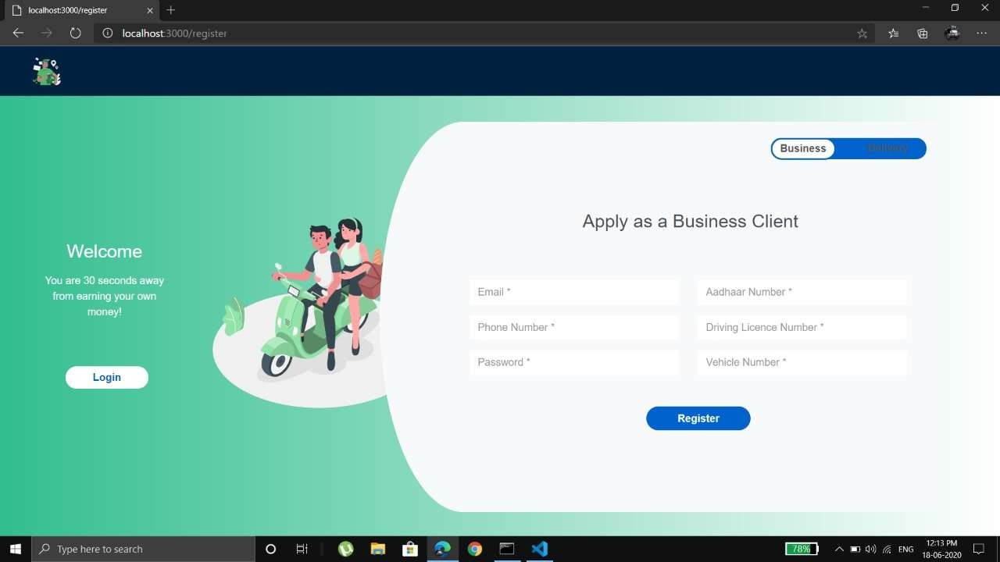 localhost:3000/register
localhost:3000/register
Business
Delivery
Apply as a Business Client
Welcome
You are 30 seconds away
from earning your own
money!
Login
Email *
Aadhaar Number *
Phone Number *
Driving Licence Number *
Password *
Vehicle Number *
Register
Type here to search
78%
ENG
12:13 PM
18-06-2020